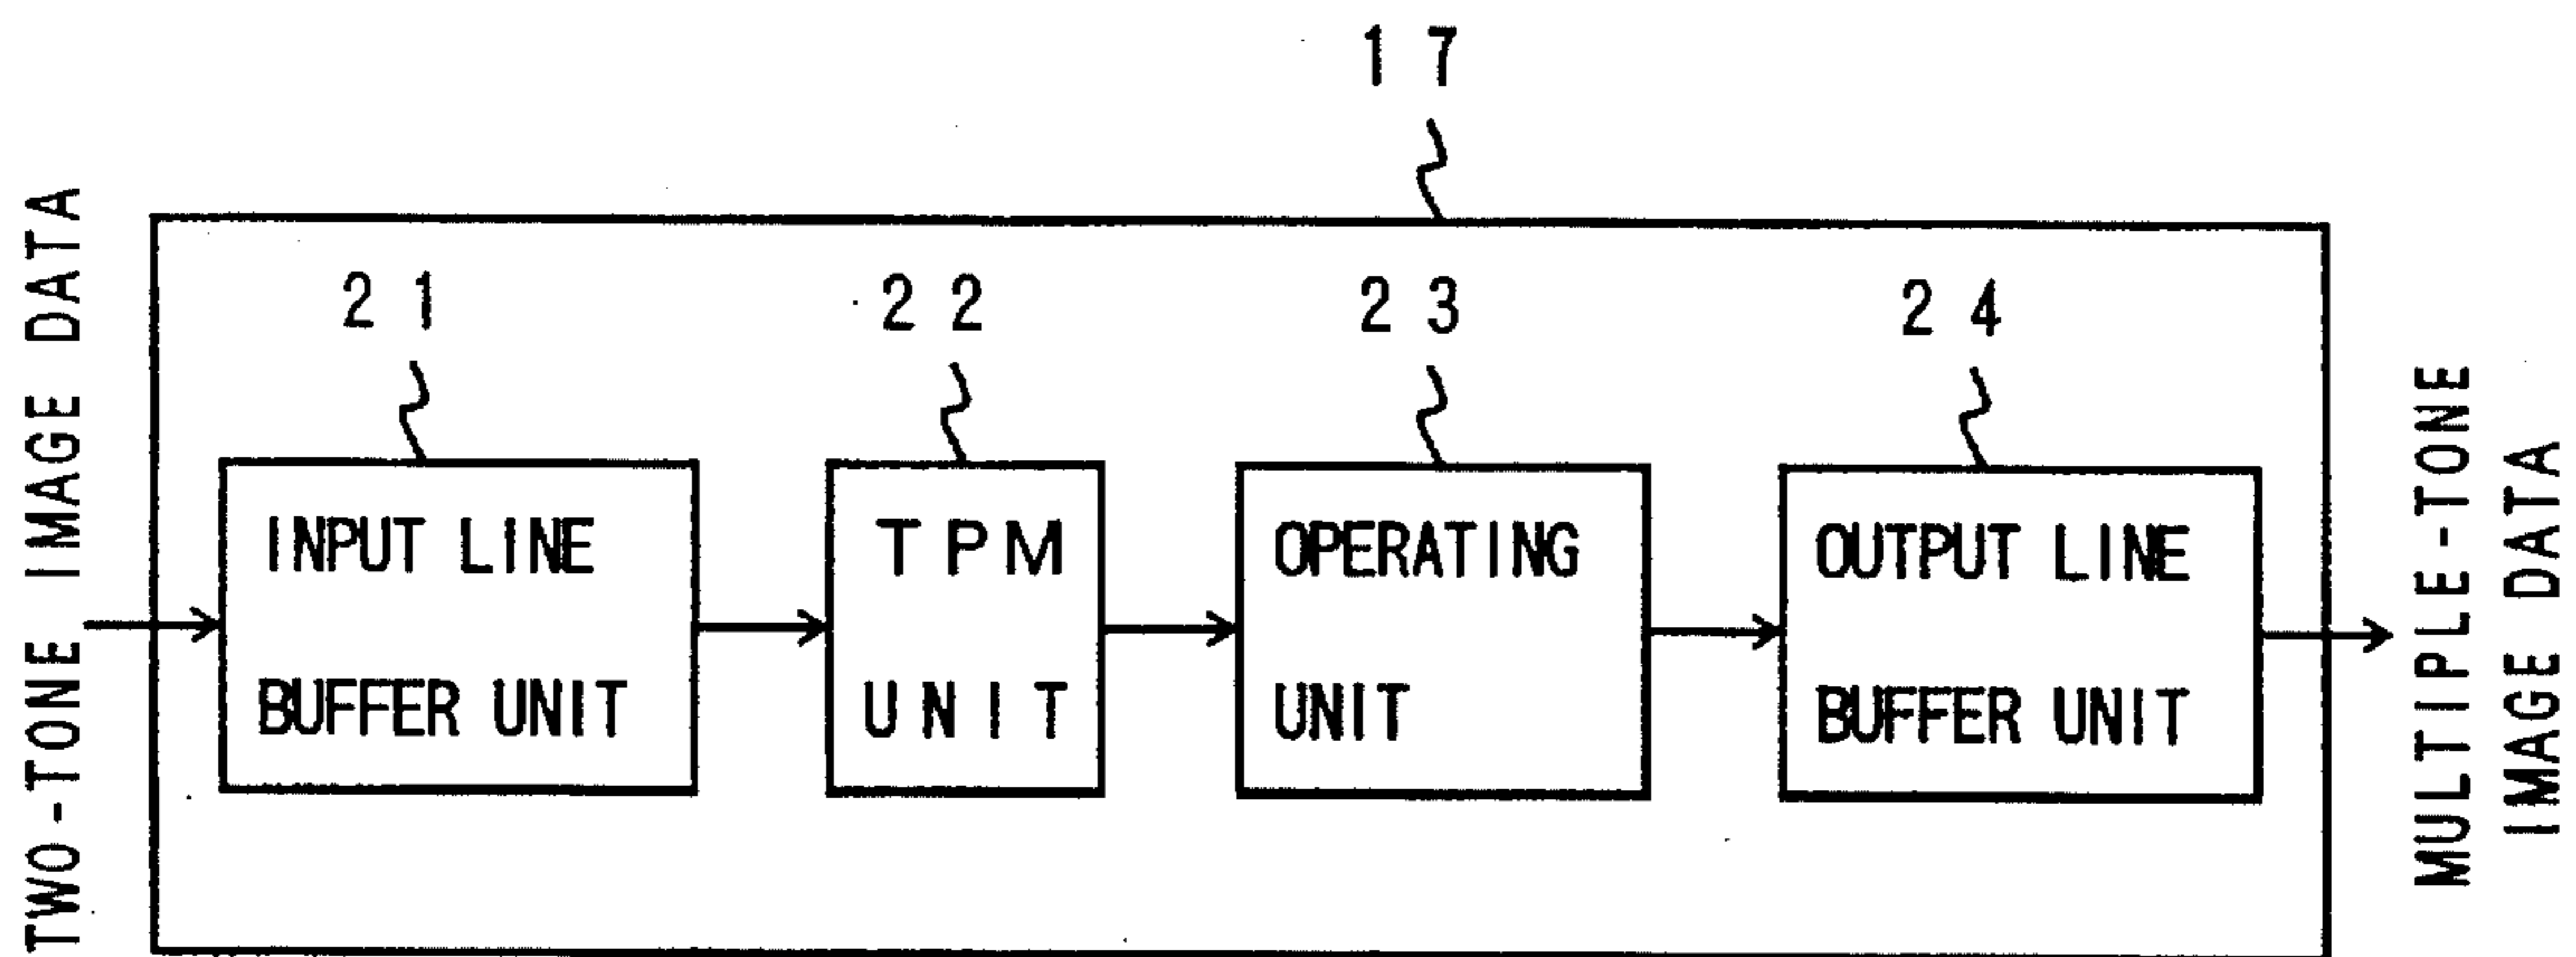 17
TWO-TONE IMAGE DATA
21
22
23
24
INPUT LINE
BUFFER UNIT
TPM
UNIT
OPERATING
UNIT
OUTPUT LINE
BUFFER UNIT
MULTIPLE-TONE
IMAGE DATA